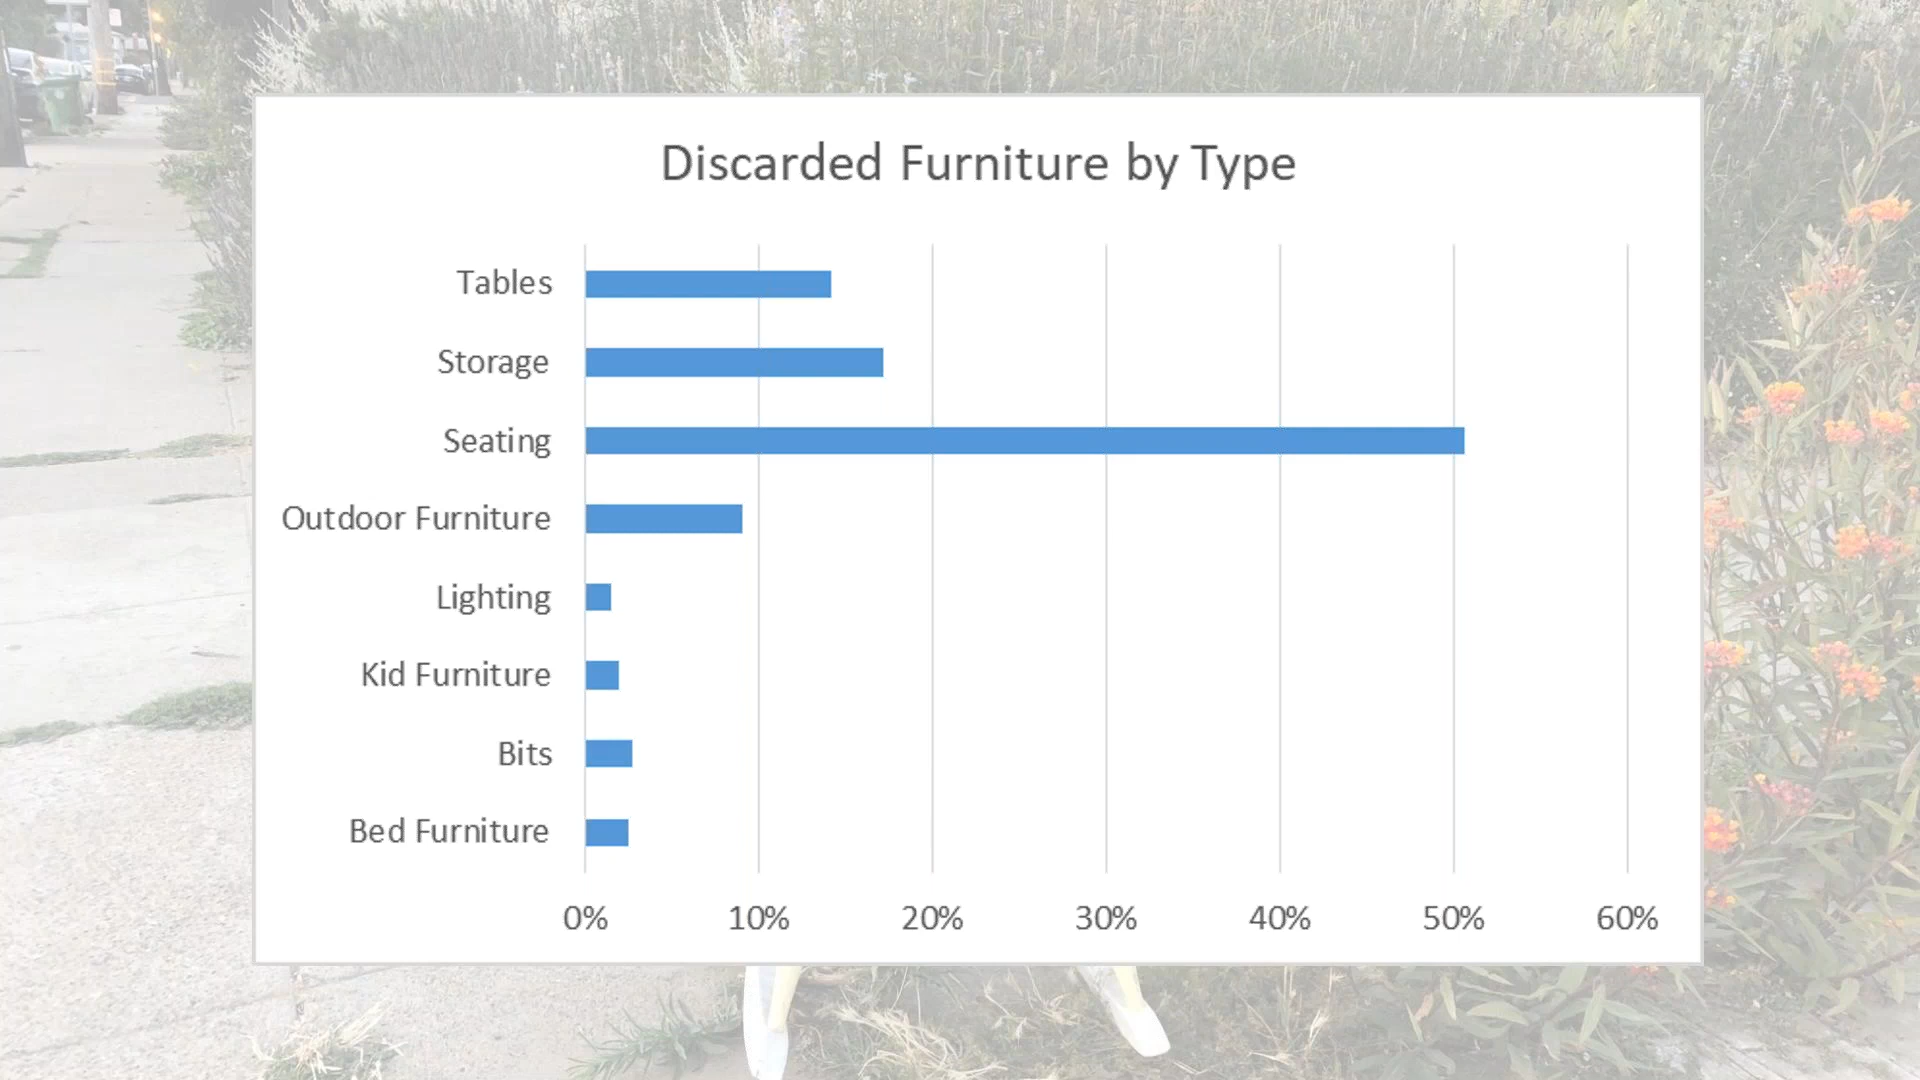 Discarded Furniture by Type
Tables
Storage
Seating
Outdoor Furniture
Lighting
Kid Furniture
Bits
Bed Furniture
0% 10% 20% 30% 40% 50% 60%